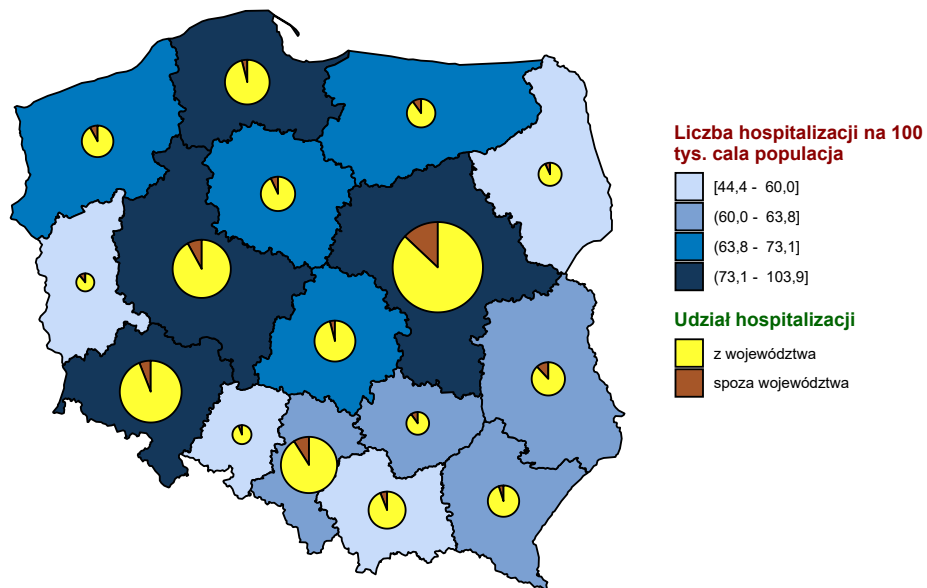 Liczba hospitalizacji na 100
tys. cala populacja
[44,4 - 60,0]
(60,0 - 63,8]
(63,8 - 73,1]
(73,1 - 103,9]
Udział hospitalizacji
z województwa
spoza województwa